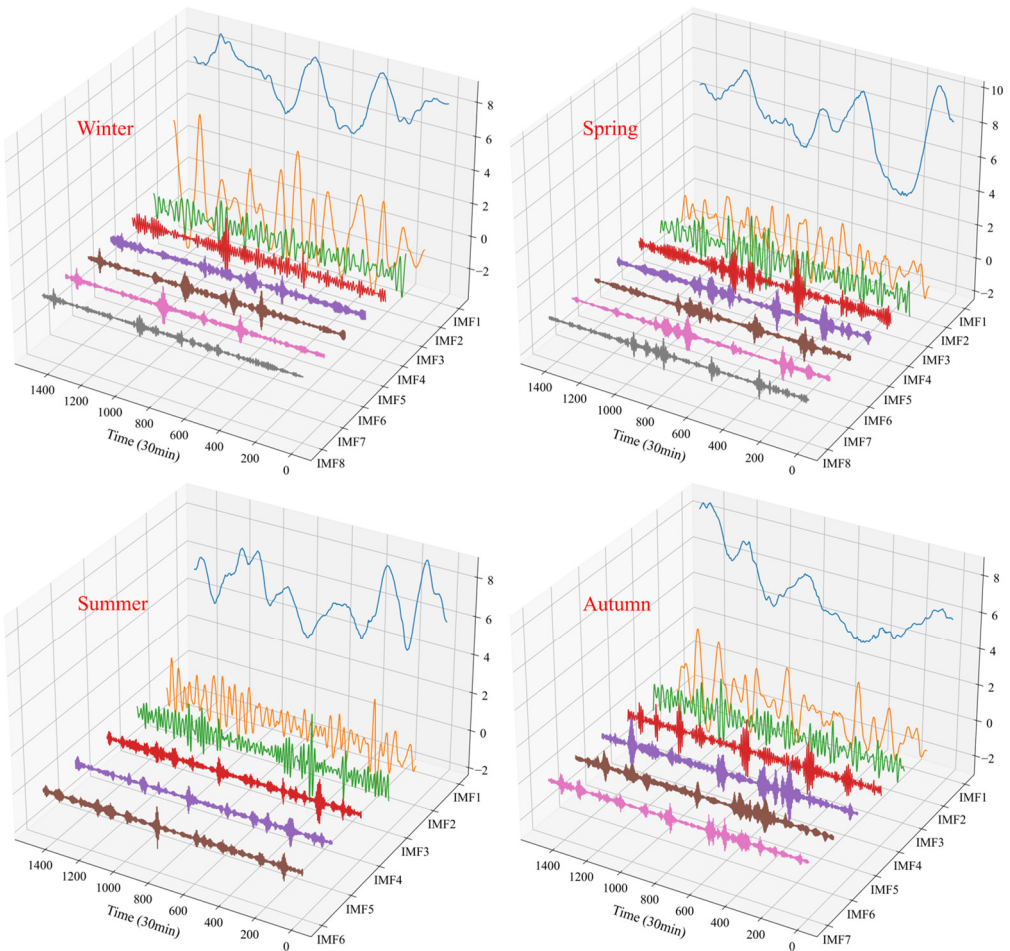 Winter
8
6
4
2
0
−2
IMF1
IMF2
IMF3
IMF4
IMF5
IMF6
IMF7
IMF8
1400
1200
1000
800
600
400
200
0
Time (30min)
Spring
10
8
6
4
2
0
−2
IMF1
IMF2
IMF3
IMF4
IMF5
IMF6
IMF7
IMF8
1400
1200
1000
800
600
400
200
0
Time (30min)
Summer
8
6
4
2
0
−2
IMF1
IMF2
IMF3
IMF4
IMF5
IMF6
1400
1200
1000
800
600
400
200
0
Time (30min)
Autumn
8
6
4
2
0
−2
IMF1
IMF2
IMF3
IMF4
IMF5
IMF6
IMF7
1400
1200
1000
800
600
400
200
0
Time (30min)